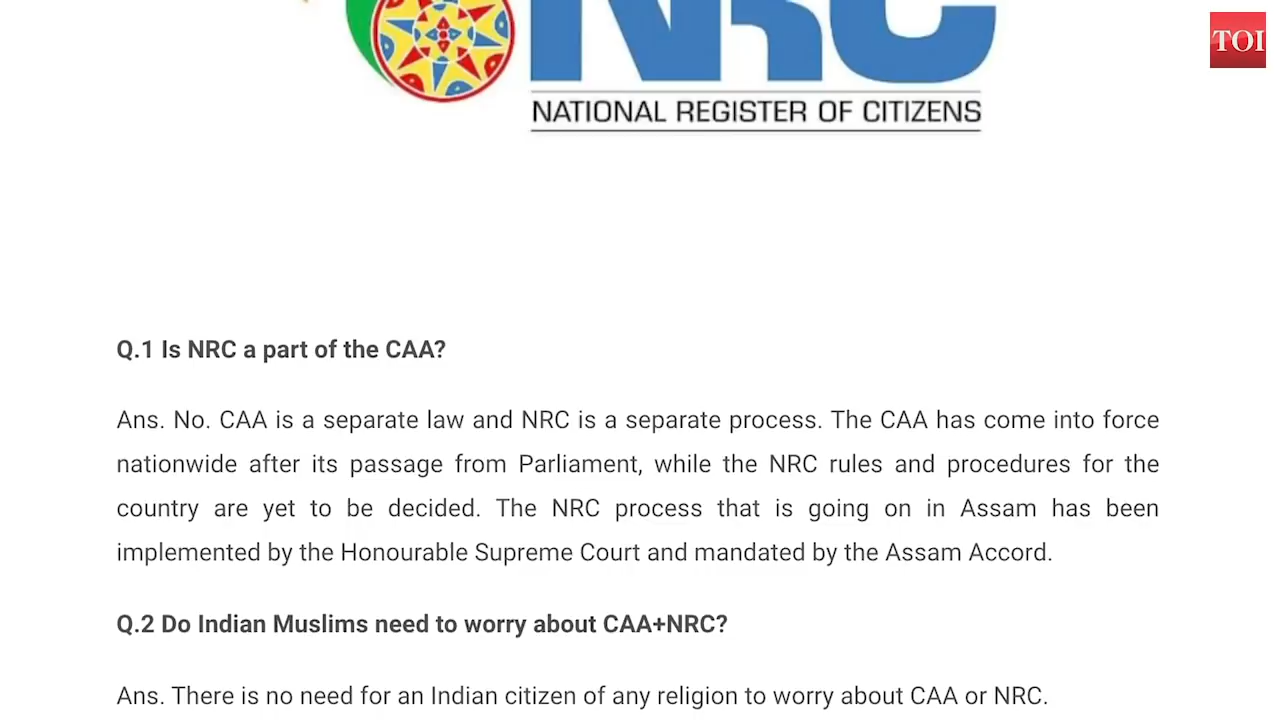 NRC
TOI
NATIONAL REGISTER OF CITIZENS
Q.1 Is NRC a part of the CAA?
Ans. No. CAA is a separate law and NRC is a separate process. The CAA has come into force
nationwide after its passage from Parliament, while the NRC rules and procedures for the
country are yet to be decided. The NRC process that is going on in Assam has been
implemented by the Honourable Supreme Court and mandated by the Assam Accord.
Q.2 Do Indian Muslims need to worry about CAA+NRC?
Ans. There is no need for an Indian citizen of any religion to worry about CAA or NRC.